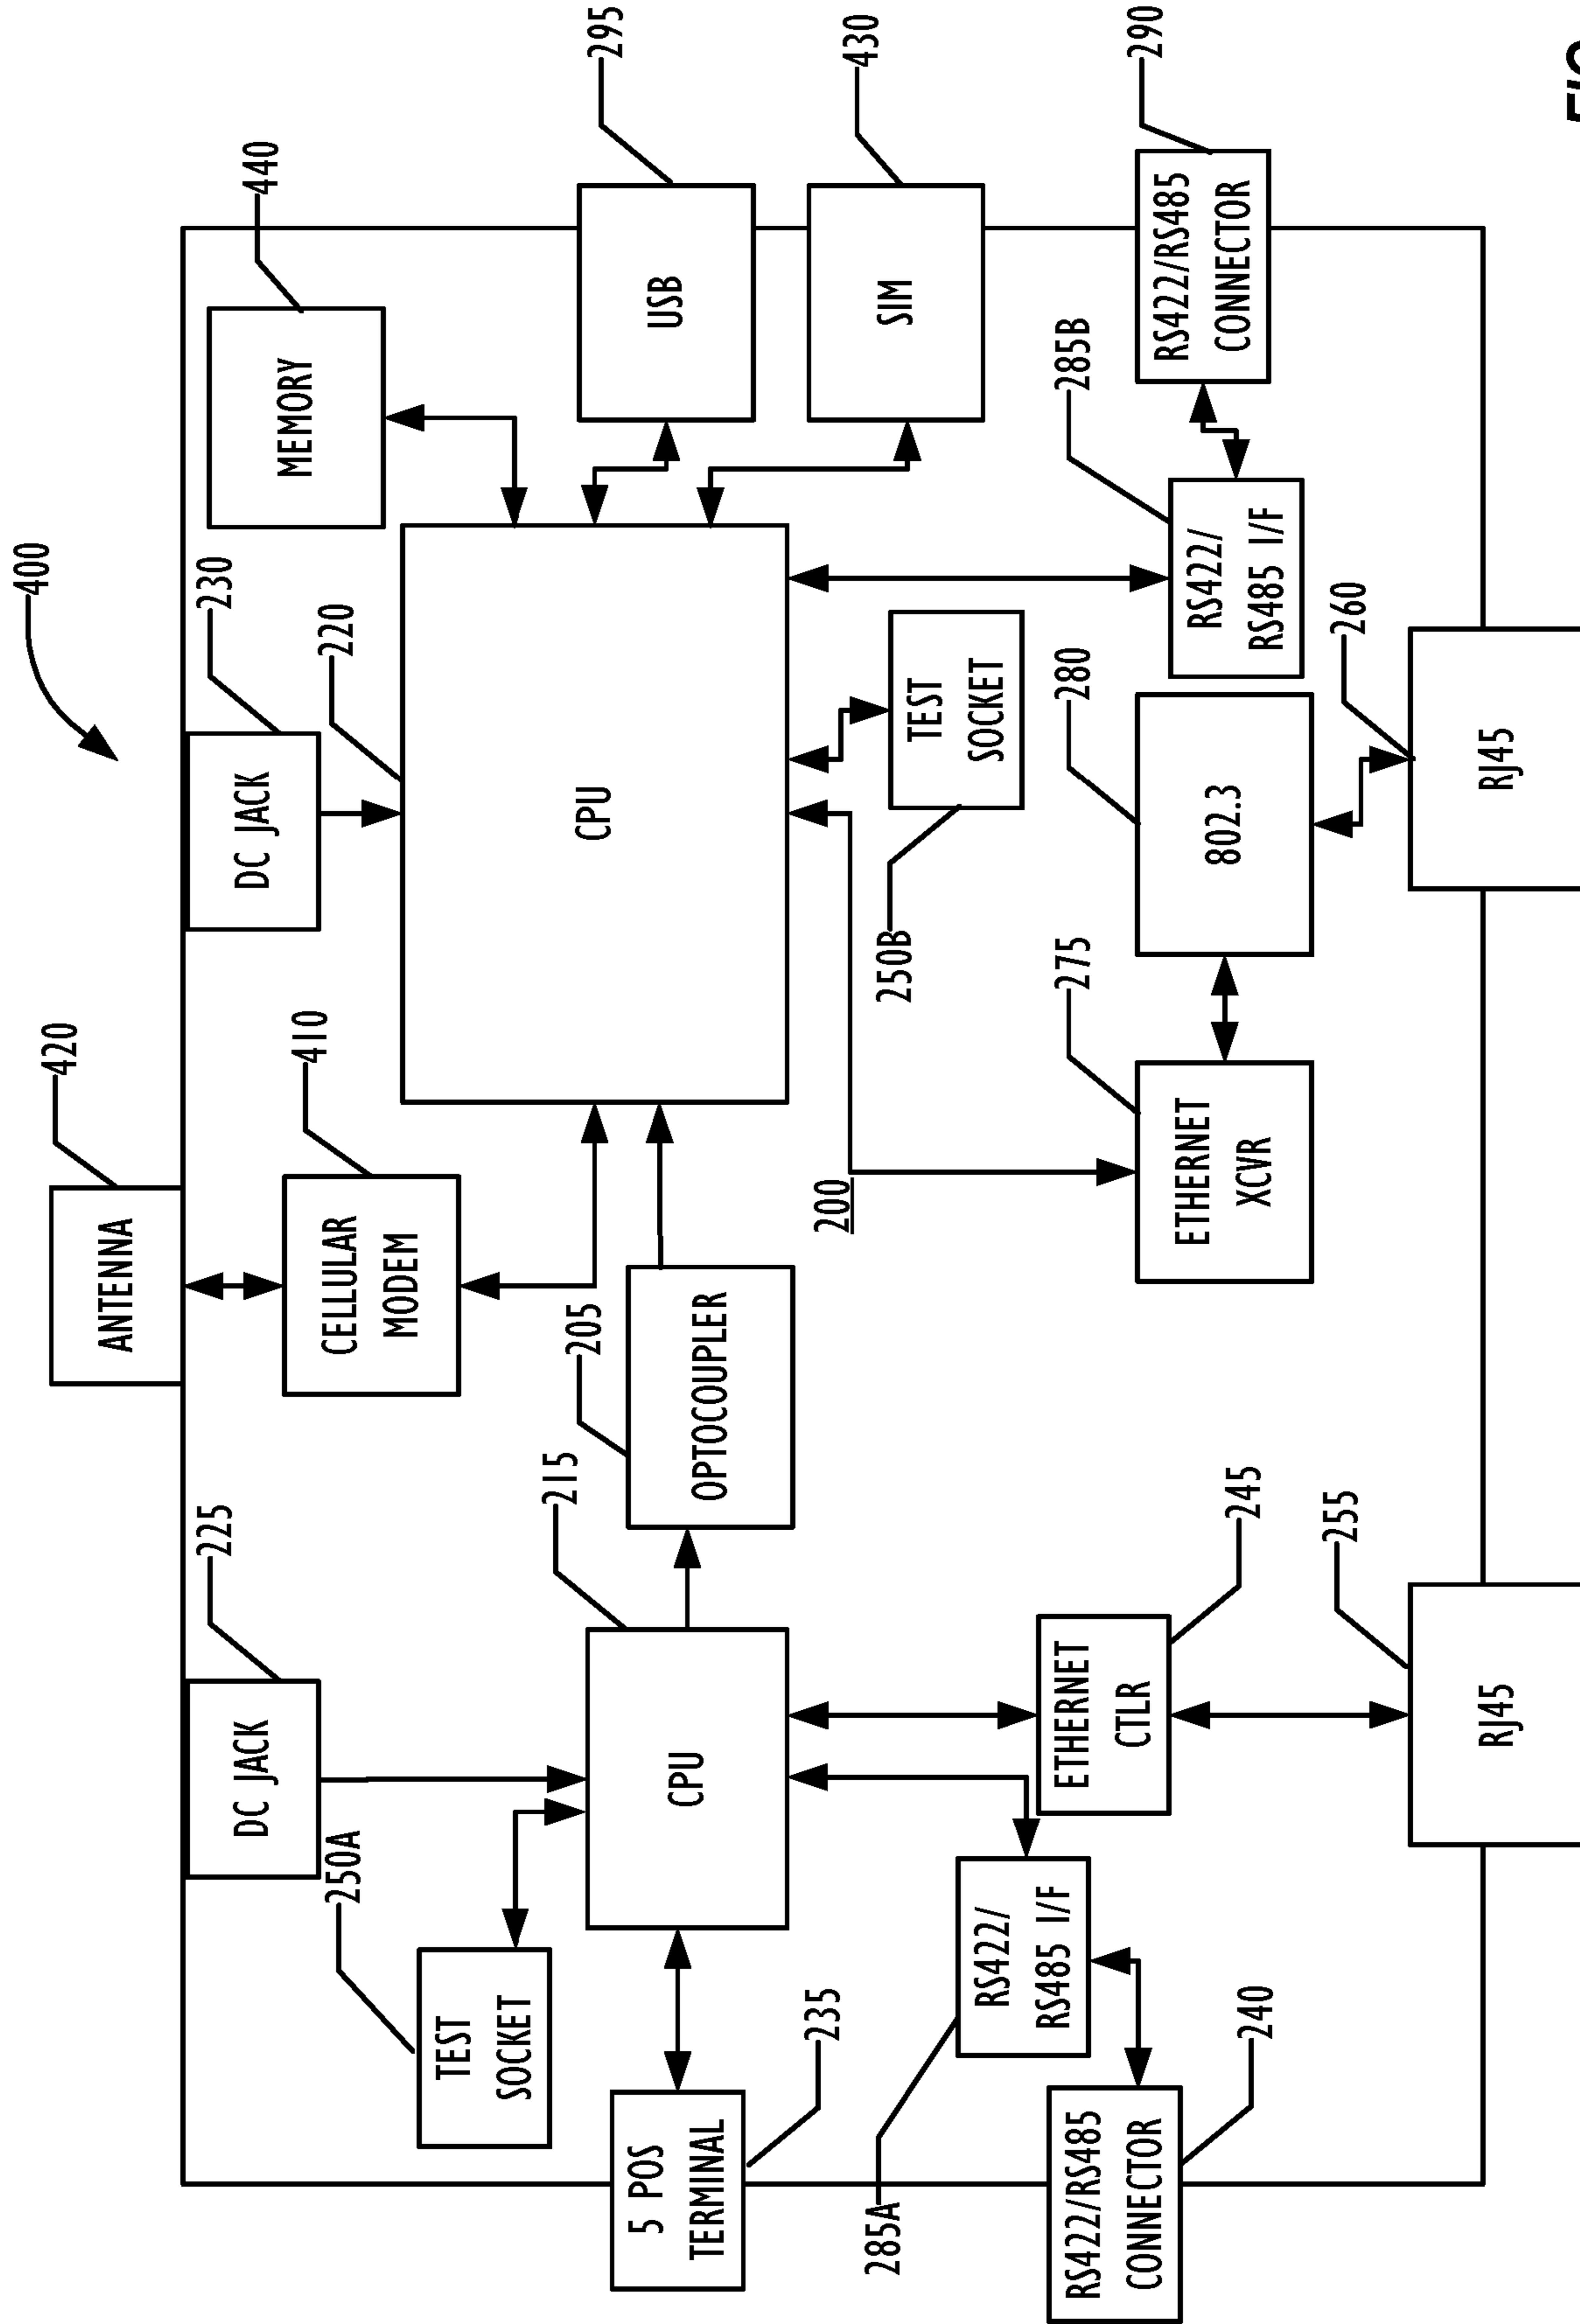 400
420
ANTENNA
225
230
440
DC JACK
DC JACK
MEMORY
410
220
250A
CELLULAR
MODEM
TEST
SOCKET
215
205
CPU
295
USB
5 POS
TERMINAL
CPU
OPTOCOUPLER
235
200
430
SIM
285A
250B
TEST
SOCKET
RS422/
RS485 I/F
ETHERNET
CTLR
275
280
285B
RS422/RS485
CONNECTOR
240
245
ETHERNET
XCVR
802.3
RS422/
RS485 I/F
290
RS422/RS485
CONNECTOR
255
260
RJ45
RJ45